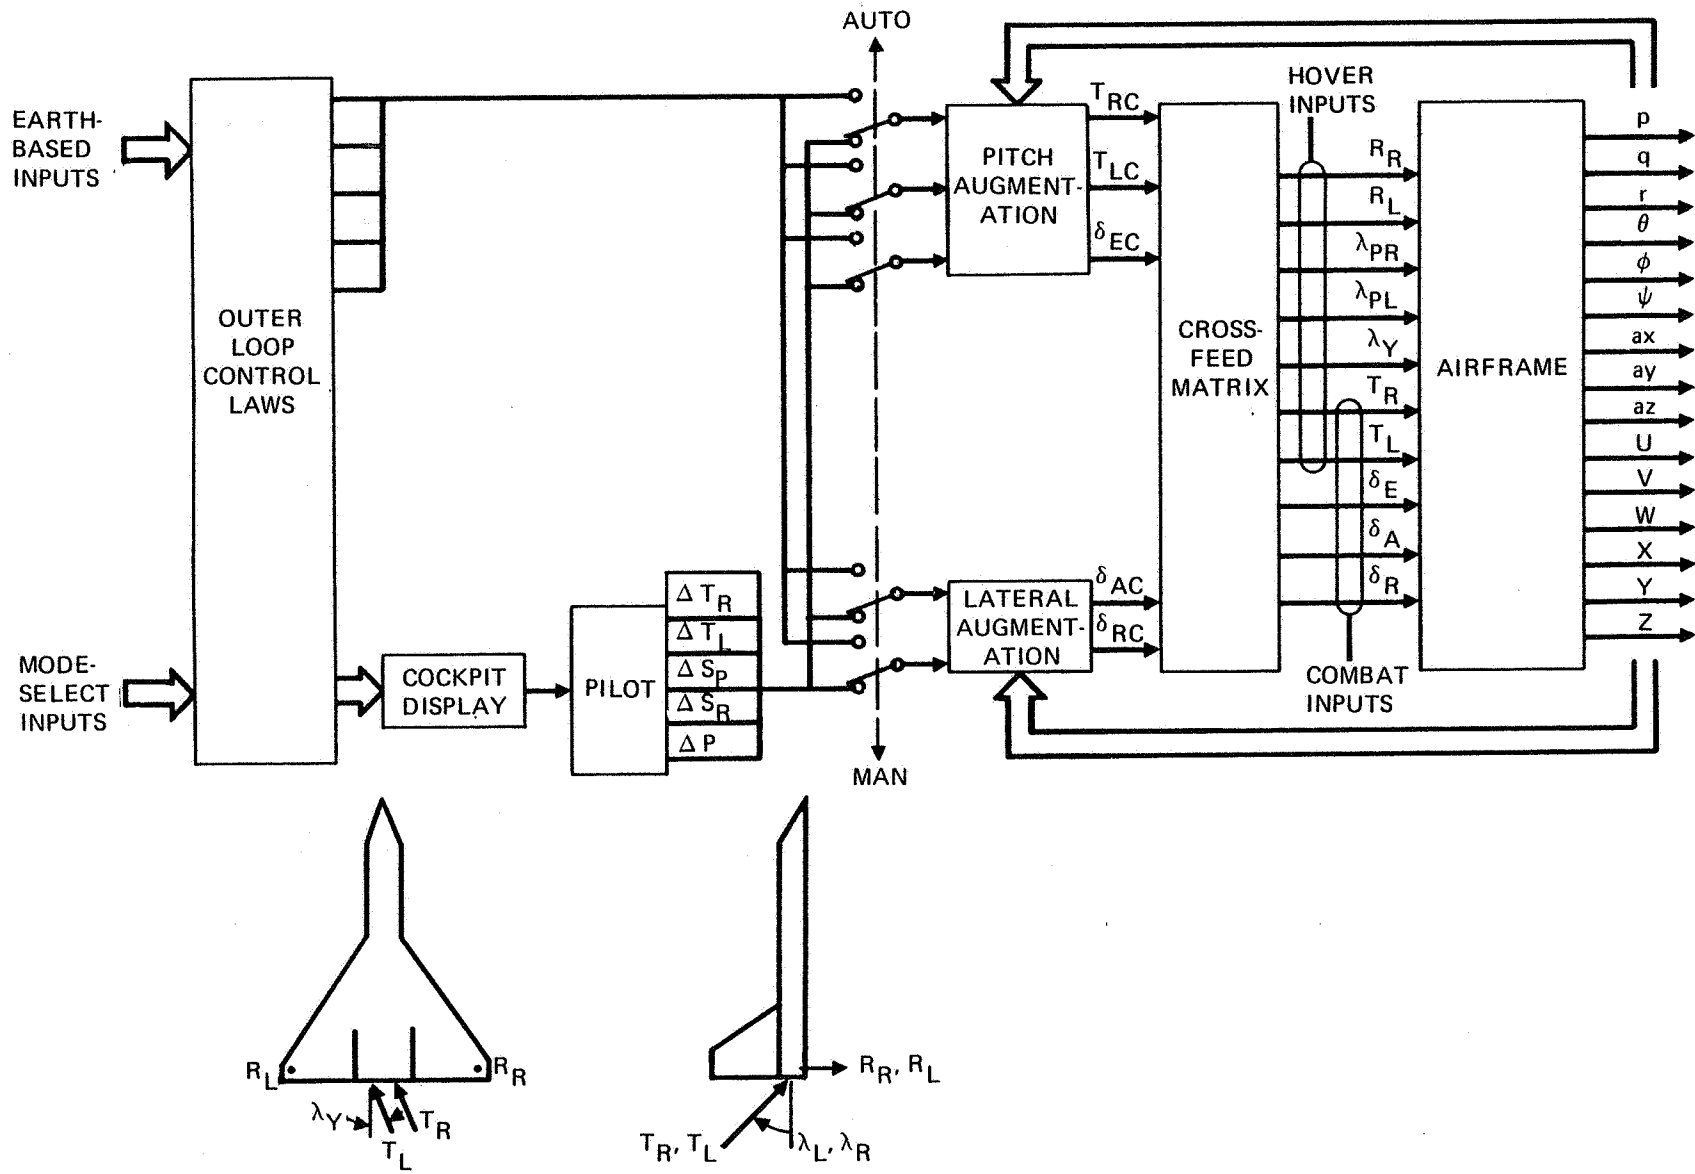 AUTO
EARTH-
BASED
INPUTS
MODE-
SELECT
INPUTS
OUTER
LOOP
CONTROL
LAWS
COCKPIT
DISPLAY
PILOT
Δ T_R
Δ T_L
Δ S_P
Δ S_R
Δ P
MAN
PITCH
AUGMENT-
ATION
T_RC
T_LC
δ_EC
LATERAL
AUGMENT-
ATION
δ_AC
δ_RC
CROSS-
FEED
MATRIX
HOVER
INPUTS
R_R
R_L
λ_PR
λ_PL
λ_Y
T_R
T_L
δ_E
δ_A
δ_R
COMBAT
INPUTS
AIRFRAME
p
q
r
θ
ϕ
ψ
ax
ay
az
U
V
W
X
Y
Z
R_L
R_R
λ_Y
T_R
T_L
R_R, R_L
T_R, T_L
λ_L, λ_R